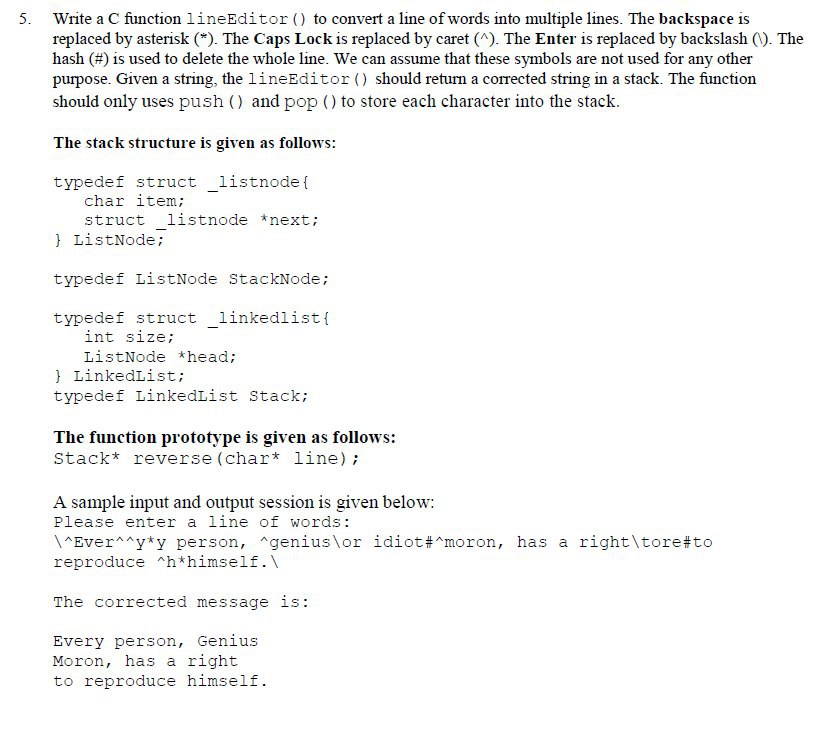 5. Write a C function lineEditor() to convert a line of words into multiple lines. The backspace is
replaced by asterisk (*). The Caps Lock is replaced by caret (^). The Enter is replaced by backslash (\). The
hash (#) is used to delete the whole line. We can assume that these symbols are not used for any other
purpose. Given a string, the lineEditor() should return a corrected string in a stack. The function
should only uses push() and pop() to store each character into the stack.
The stack structure is given as follows:
typedef struct _listnode{
char item;
struct _listnode *next;
} ListNode;
typedef ListNode StackNode;
typedef struct _linkedlist{
int size;
ListNode *head;
} LinkedList;
typedef LinkedList Stack;
The function prototype is given as follows:
Stack* reverse(char* line);
A sample input and output session is given below:
Please enter a line of words:
\^Ever^^y*y person, ^genius\or idiot#^moron, has a right\tore#to
reproduce ^h*himself.\
The corrected message is:
Every person, Genius
Moron, has a right
to reproduce himself.